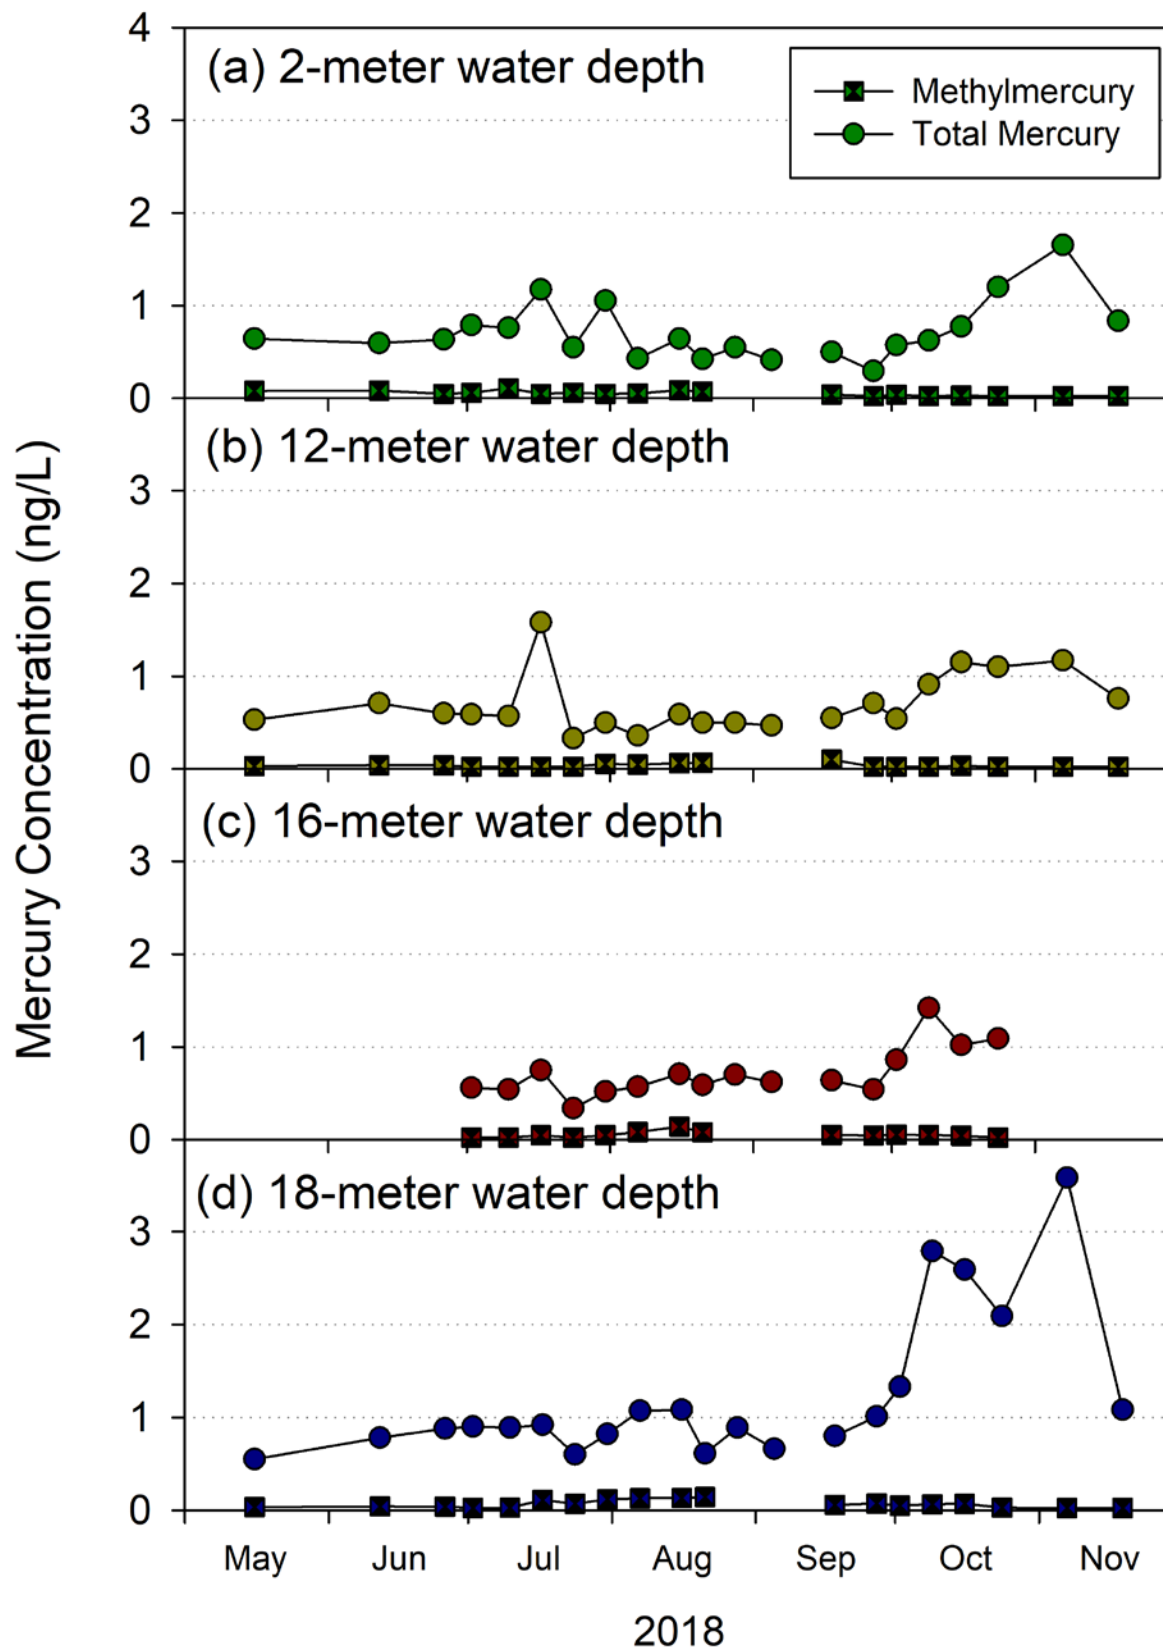 4
(a) 2-meter water depth
Methylmercury
Total Mercury
3
2
1
0
(b) 12-meter water depth
3
2
1
0
(c) 16-meter water depth
3
2
1
0
(d) 18-meter water depth
3
2
1
0
Mercury Concentration (ng/L)
May Jun Jul Aug Sep Oct Nov
2018